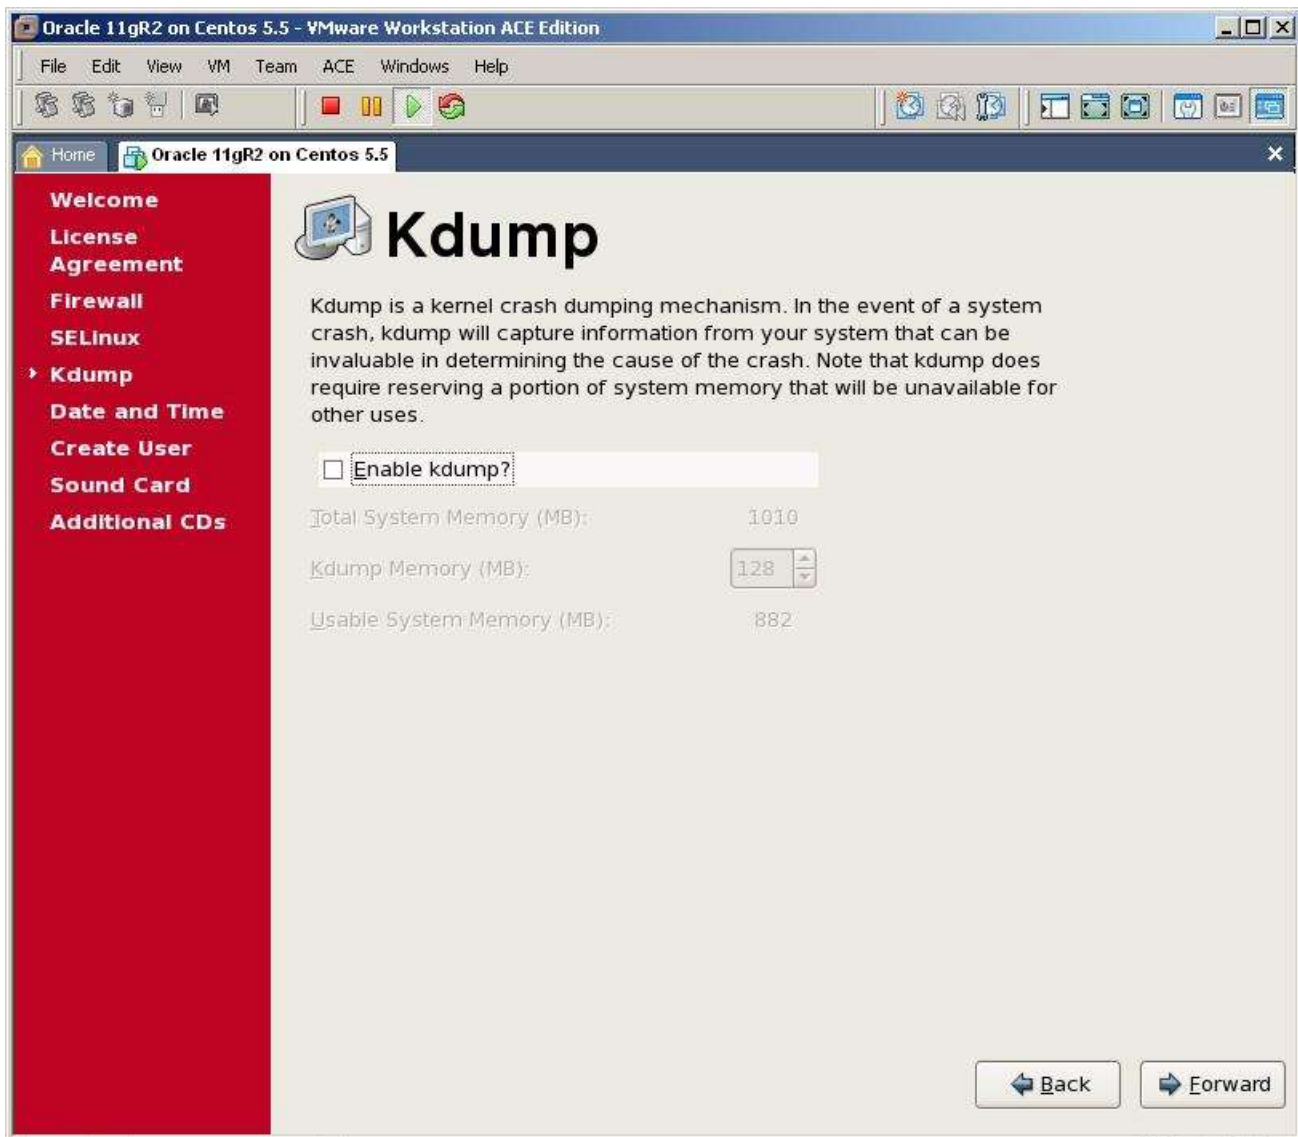 Oracle 11gR2 on Centos 5.5 - VMware Workstation ACE Edition
File Edit View VM Team ACE Windows Help
Home Oracle 11gR2 on Centos 5.5
Welcome
License
Agreement
Firewall
SELinux
Kdump
Date and Time
Create User
Sound Card
Additional CDs
Kdump
Kdump is a kernel crash dumping mechanism. In the event of a system
crash, kdump will capture information from your system that can be
invaluable in determining the cause of the crash. Note that kdump does
require reserving a portion of system memory that will be unavailable for
other uses.
Enable kdump?
Total System Memory (MB): 1010
Kdump Memory (MB): 128
Usable System Memory (MB): 882
Back Forward